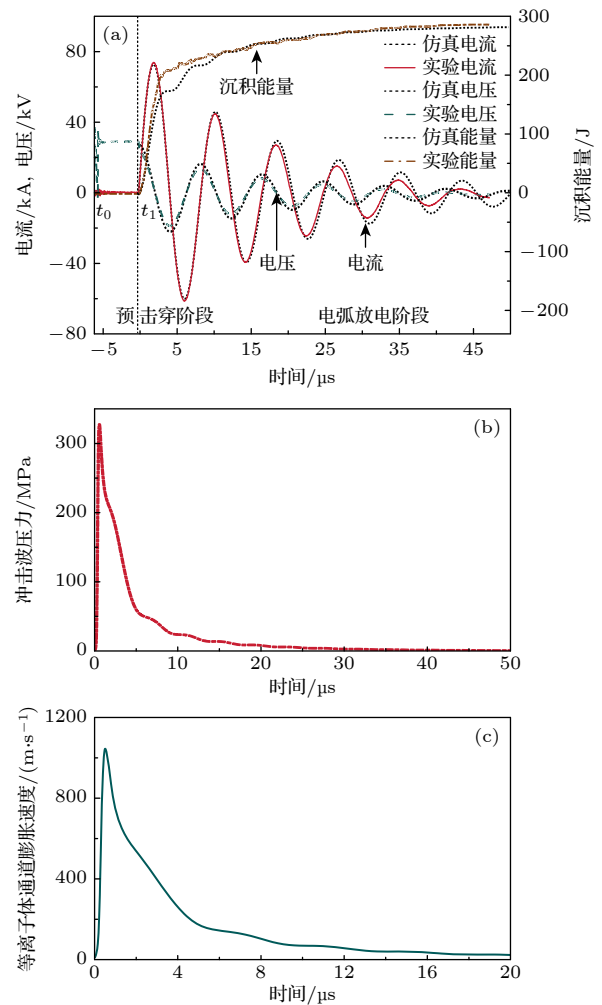 (a)
仿真电流
实验电流
仿真电压
实验电压
仿真能量
实验能量
沉积能量
电压
电流
t0
t1
预
击穿阶段
电弧放电阶段
80
40
0
−40
−80
电流/kA, 电压/kV
300
200
100
0
−100
−200
沉积能量/J
−5
5
15
25
35
45
时间/µs
(b)
300
200
100
0
冲击波压力/MPa
0
10
20
30
40
50
时间/µs
(c)
1200
800
400
0
等离子体通道膨胀速度/(m·s−1)
0
4
8
12
16
20
时间/µs